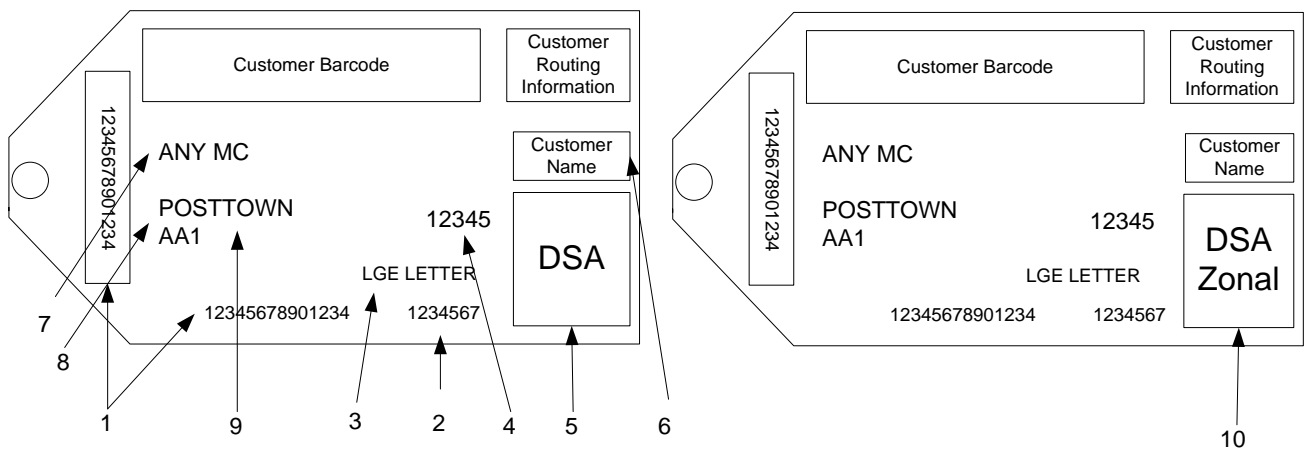 Customer Barcode
Customer
Routing
Information
12345678901234
ANY MC
Customer
Name
POSTTOWN
AA1
12345
DSA
LGE LETTER
12345678901234
1234567
7
8
1
9
3
2
4
5
6
Customer Barcode
Customer
Routing
Information
12345678901234
ANY MC
Customer
Name
POSTTOWN
AA1
12345
DSA
Zonal
LGE LETTER
12345678901234
1234567
10